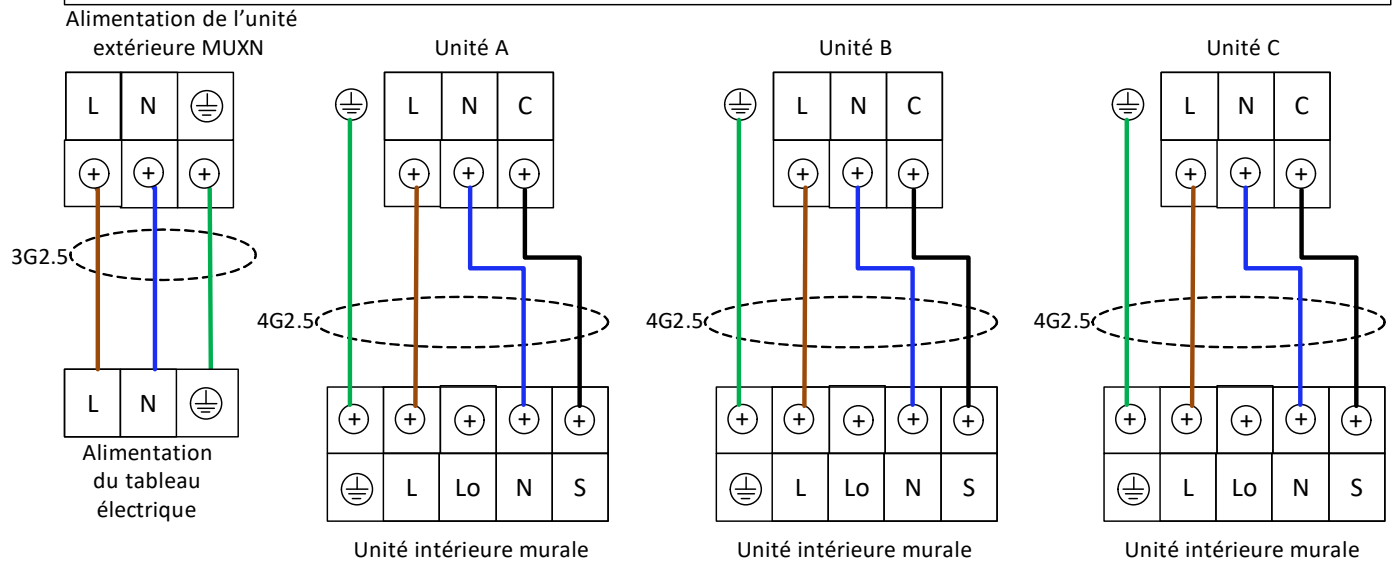 Alimentation de l’unité
extérieure MUXN
L N
3G2.5
L N
Alimentation
du tableau
électrique
Unité A
L N C
4G2.5
L Lo N S
Unité intérieure murale
Unité B
L N C
4G2.5
L Lo N S
Unité intérieure murale
Unité C
L N C
4G2.5
L Lo N S
Unité intérieure murale